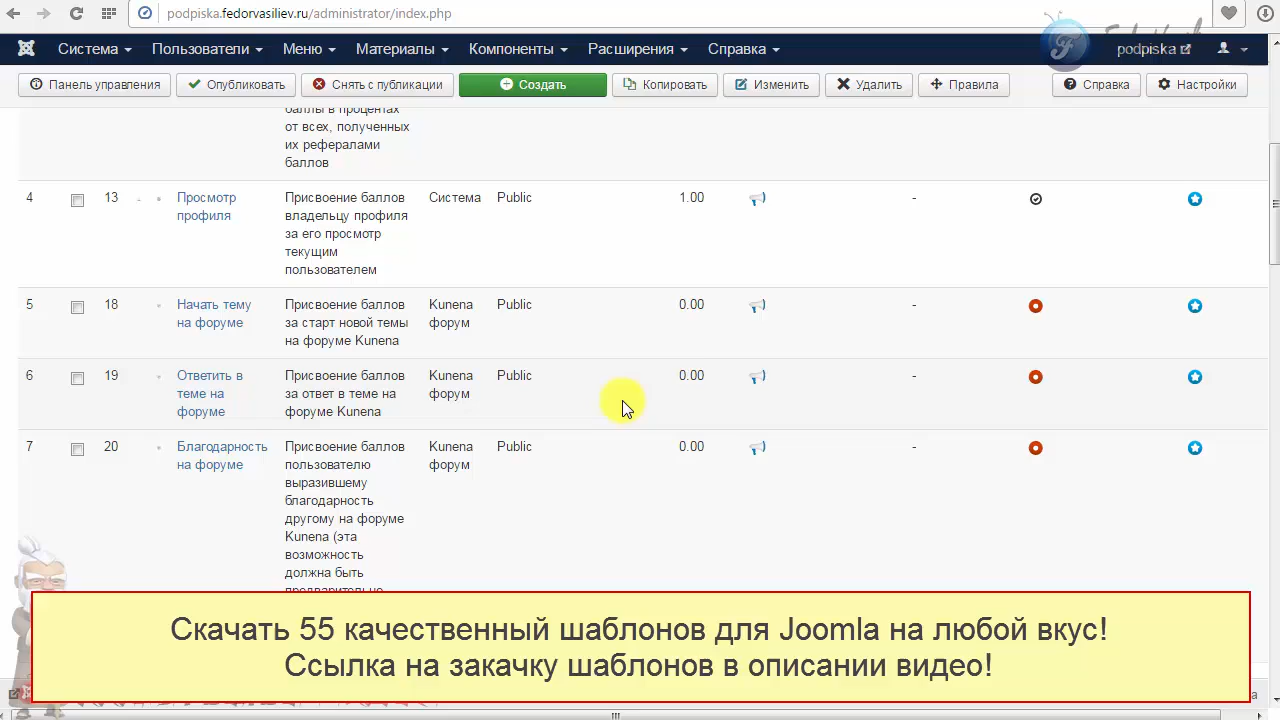 podpiska.fedorvasiliev.ru/administrator/index.php
Система Пользователи Меню Материалы Компоненты Расширения Справка podpiska
Панель управления Опубликовать Снять с публикации Создать Копировать Изменить Удалить Правила Справка Настройки
баллы в процентах
от всех, полученных
их рефералами
баллов
4 13 Просмотр
профиля
Присвоение баллов
владельцу профиля
за его просмотр
текущим
пользователем
Система Public 1.00 -
5 18 Начать тему
на форуме
Присвоение баллов
за старт новой темы
на форуме Kunena
Kunena
форум
Public 0.00 -
6 19 Ответить в
теме на
форуме
Присвоение баллов
за ответ в теме на
форуме Kunena
Kunena
форум
Public 0.00 -
7 20 Благодарность
на форуме
Присвоение баллов
пользователю
выразившему
благодарность
другому на форуме
Kunena (эта
возможность
должна быть
предварительно
Kunena
форум
Public 0.00 -
Скачать 55 качественный шаблонов для Joomla на любой вкус!
Ссылка на закачку шаблонов в описании видео!